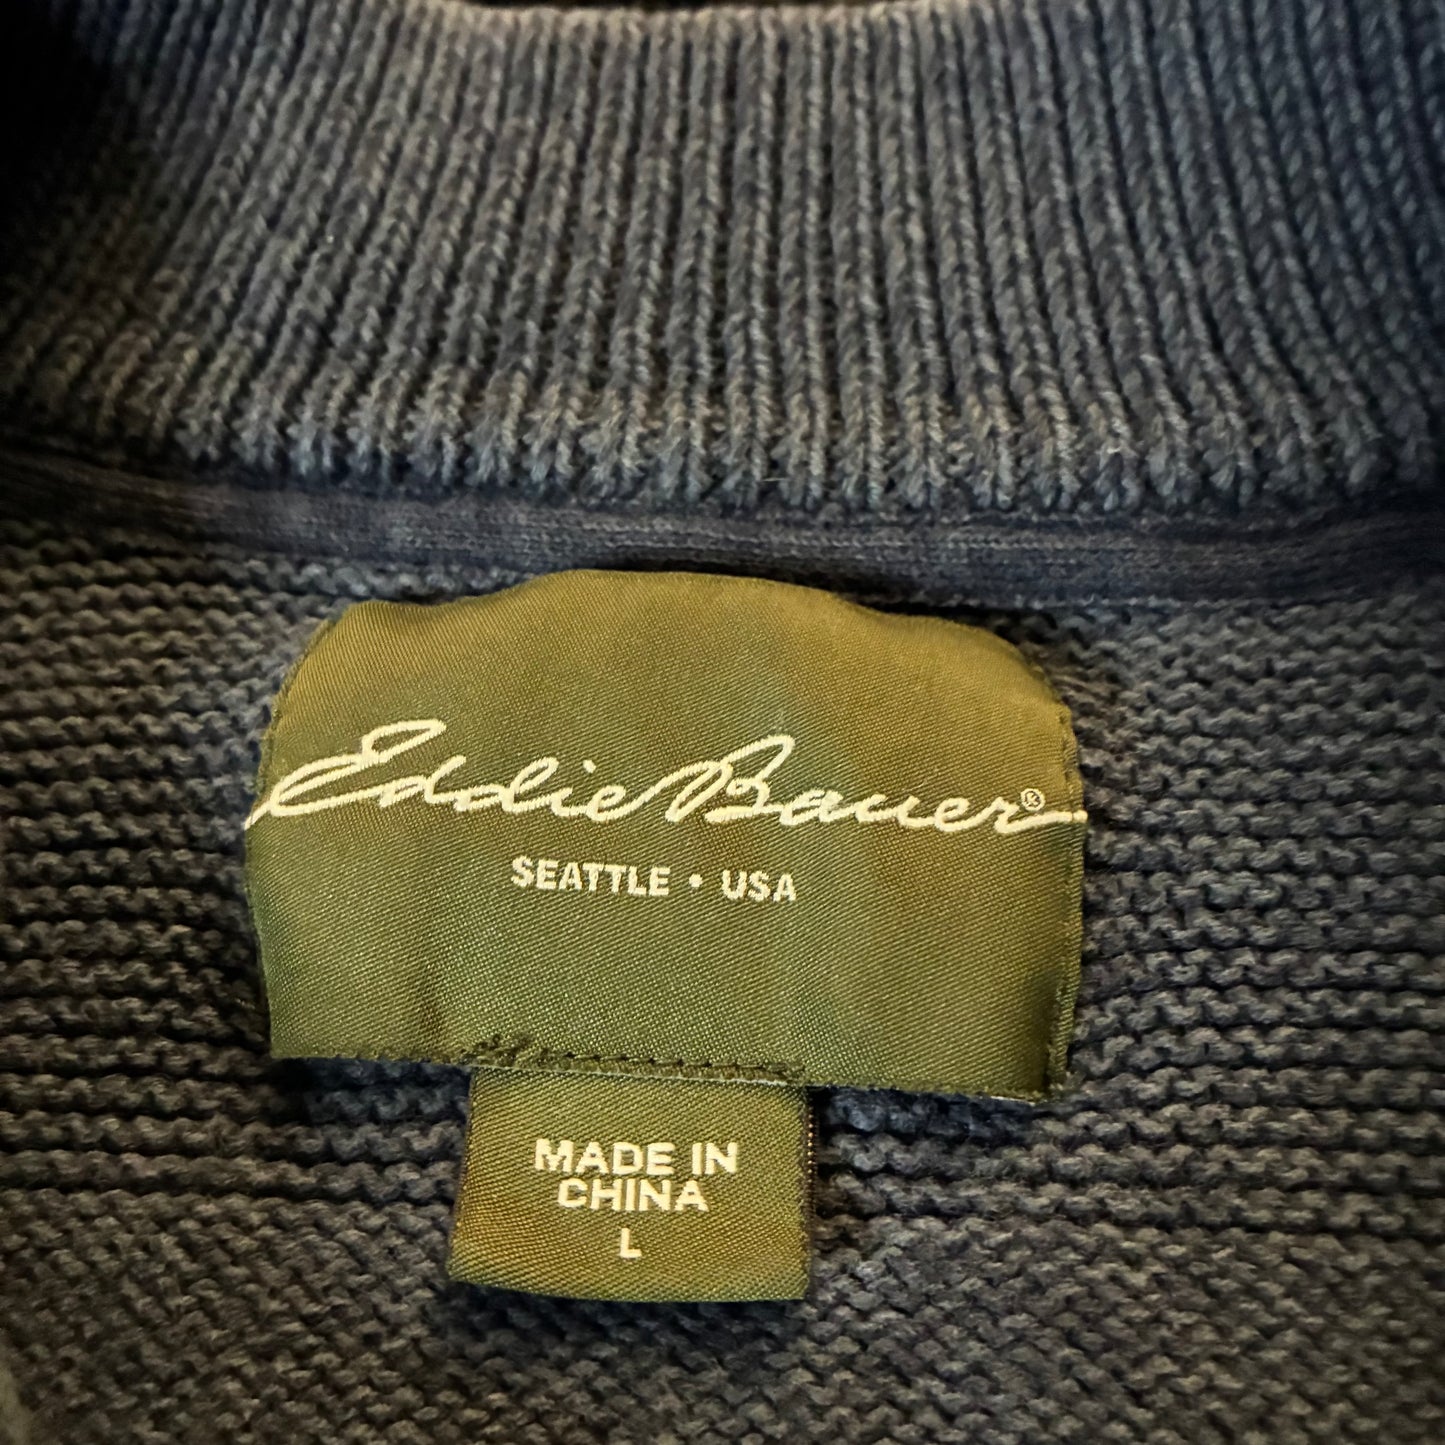 Eddie Bauer®
SEATTLE • USA
MADE IN
CHINA
L